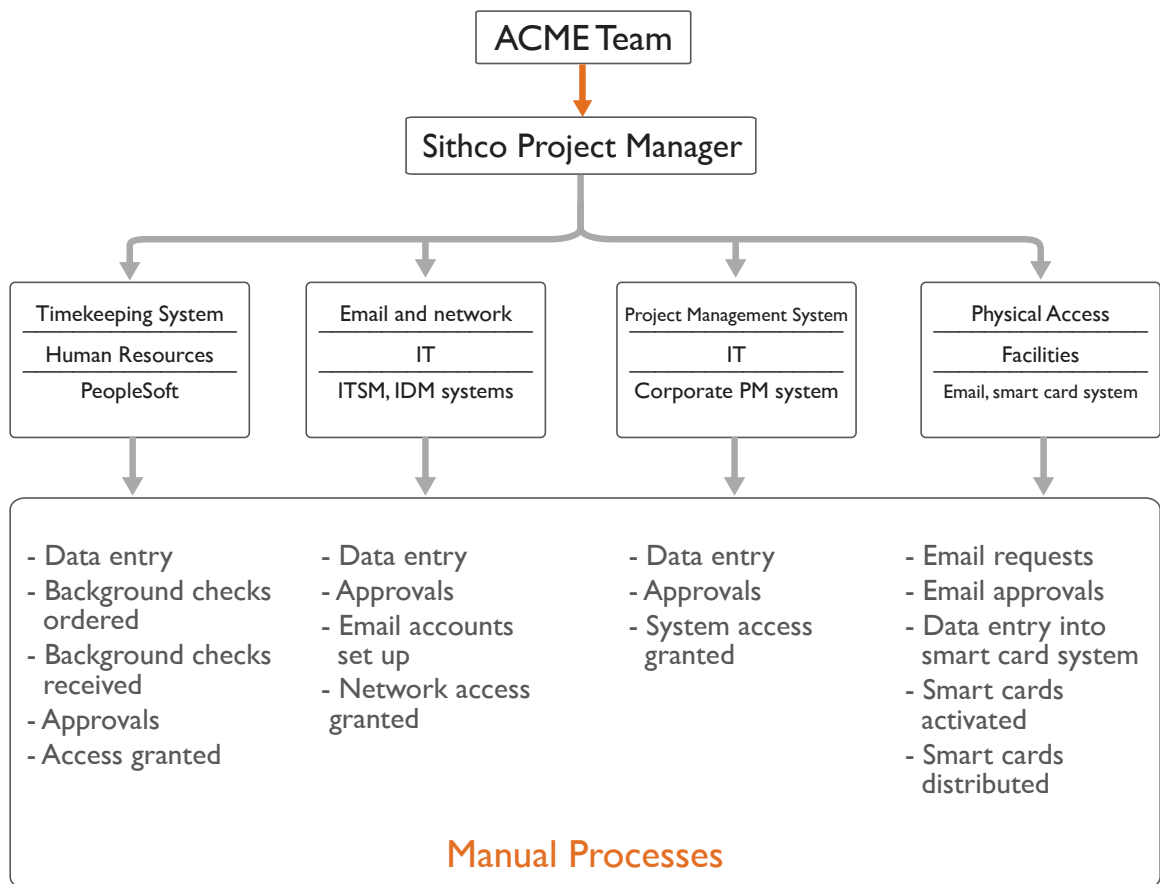 ACME Team
Sithco Project Manager
Timekeeping System
Human Resources
PeopleSoft
Email and network
IT
ITSM, IDM systems
Project Management System
IT
Corporate PM system
Physical Access
Facilities
Email, smart card system
- Data entry
- Background checks
ordered
- Background checks
received
- Approvals
- Access granted
- Data entry
- Approvals
- Email accounts
set up
- Network access
granted
- Data entry
- Approvals
- System access
granted
- Email requests
- Email approvals
- Data entry into
smart card system
- Smart cards
activated
- Smart cards
distributed
Manual Processes